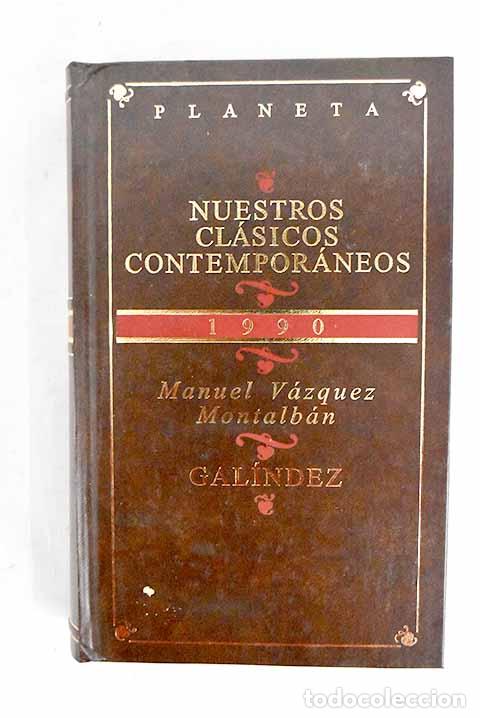 PLANETA
NUESTROS
CLÁSICOS
CONTEMPORÁNEOS
1990
Manuel Vázquez
Montalbán
GALÍNDEZ
todocoleccion